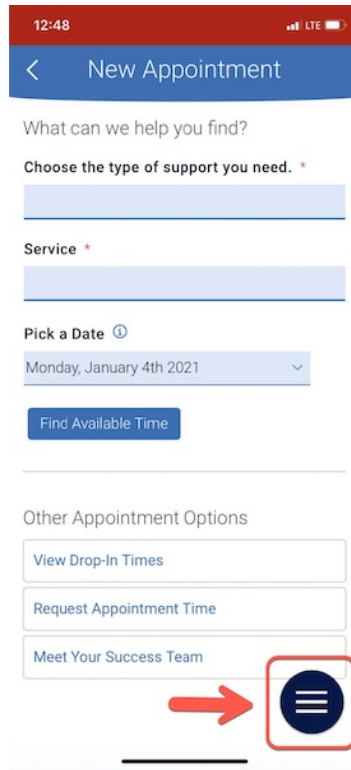 12:48
LTE
New Appointment
What can we help you find?
Choose the type of support you need. *
Service *
Pick a Date
Monday, January 4th 2021
Find Available Time
Other Appointment Options
View Drop-In Times
Request Appointment Time
Meet Your Success Team